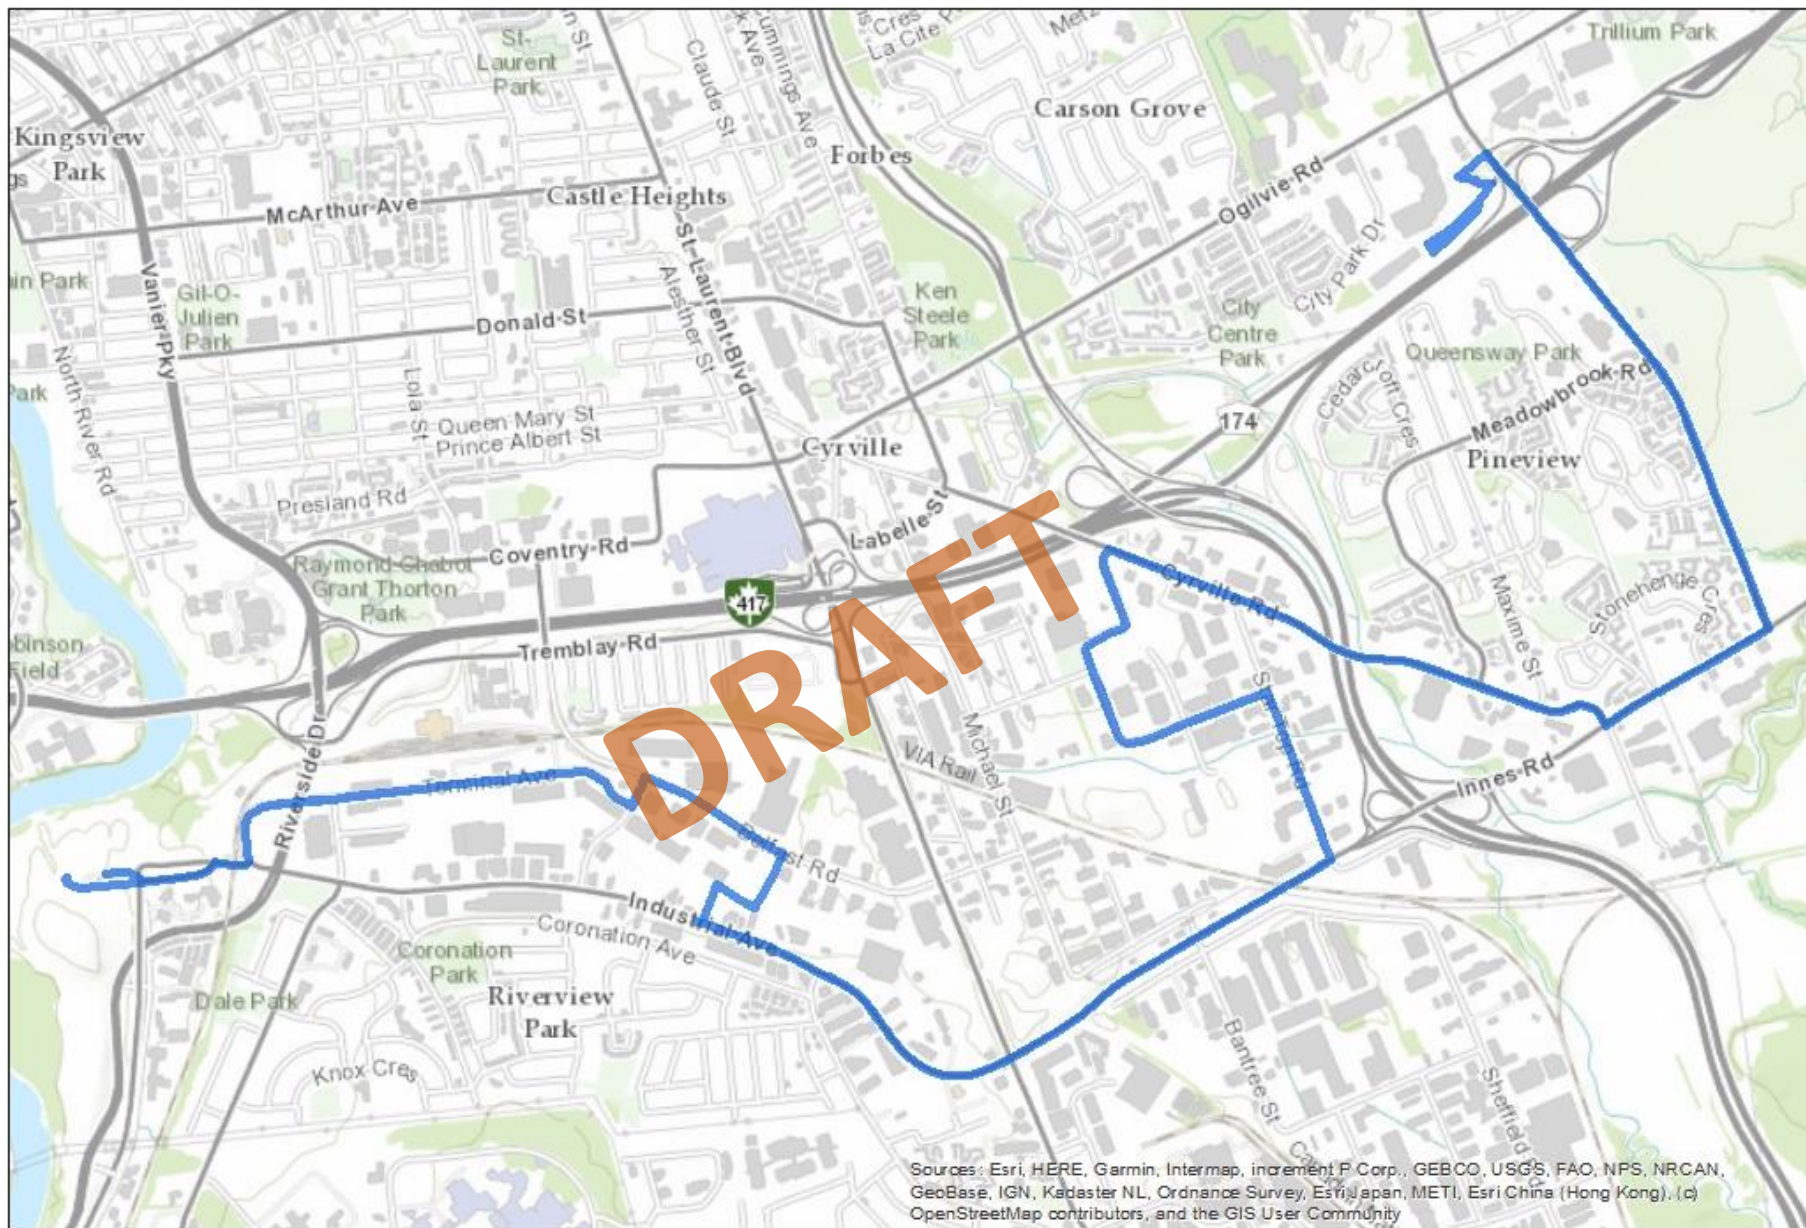 Trillium Park
Cres
La Cite
St-
Laurent
Park
Claude St
Cummings Ave
Carson Grove
Kingsview
Park
Forbes
Castle Heights
McArthur Ave
Ogilvie Rd
Vanier Pky
Gil-O-
Julien
Park
St-Laurent-Blvd
Alesther St
Donald-St
Ken
Steele
Park
City Park Dr
City
Centre
Park
Queensway Park
North River Rd
Park
Lola St
Queen Mary St
Prince Albert St
Cyrville
174
Meadowbrook-Rd
Pineview
Presland Rd
Labelle-St
Coventry-Rd
Raymond-Chabot
Grant Thorton
Park
417
Tremblay-Rd
Cyrville-Rd
Maxime St
Stonehenge Cres
Field
DRAFT
Riverside Dr
Terminal Ave
VIA Rail
Michael St
Innes-Rd
Belfast Rd
Industrial-Ave
Coronation Ave
Coronation
Park
Dale Park
Riverview
Park
Knox Cres
Bantree St
Sheffield Rd
Sources: Esri, HERE, Garmin, Intermap, increment P Corp., GEBCO, USGS, FAO, NPS, NRCAN,
GeoBase, IGN, Kadaster NL, Ordnance Survey, Esri Japan, METI, Esri China (Hong Kong), (c)
OpenStreetMap contributors, and the GIS User Community